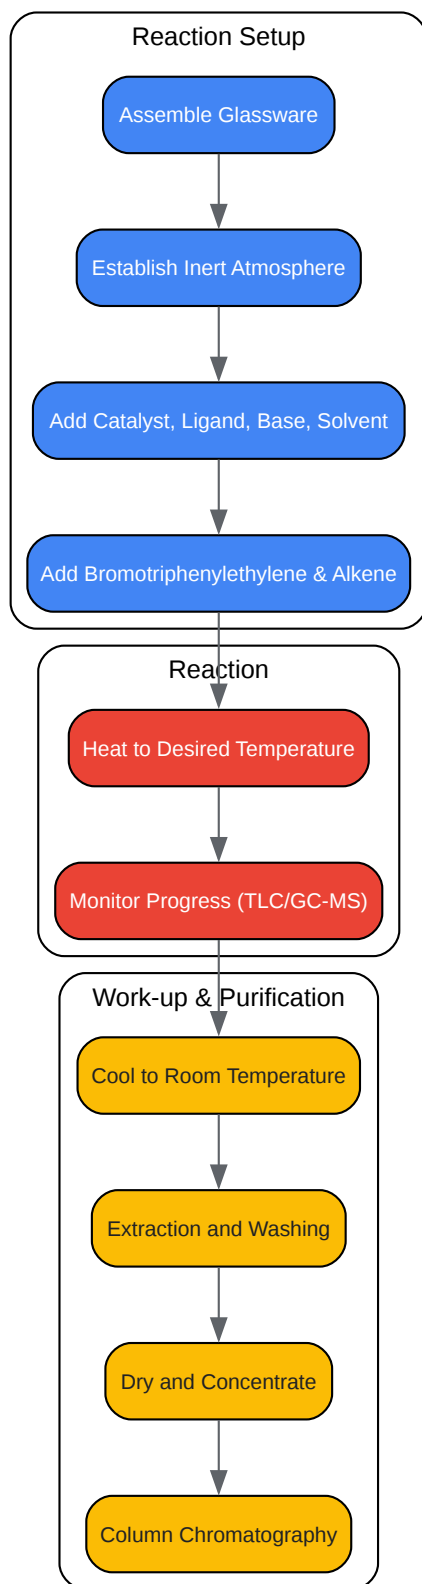 Reaction Setup
Assemble Glassware
Establish Inert Atmosphere
Add Catalyst, Ligand, Base, Solvent
Add Bromotriphenylethylene & Alkene
Reaction
Heat to Desired Temperature
Monitor Progress (TLC/GC-MS)
Work-up & Purification
Cool to Room Temperature
Extraction and Washing
Dry and Concentrate
Column Chromatography